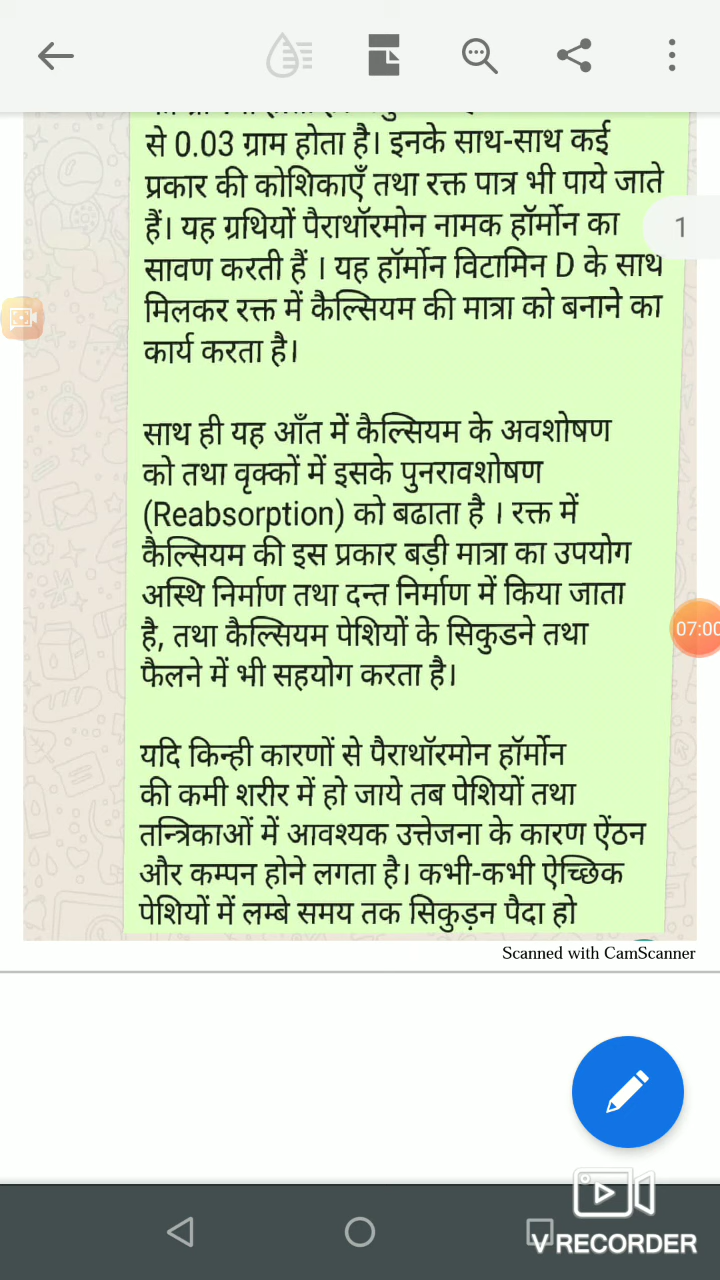 1
से 0.03 ग्राम होता है। इनके साथ-साथ कई
प्रकार की कोशिकाएँ तथा रक्त पात्र भी पाये जाते
हैं। यह ग्रथियों पैराथॉरमोन नामक हॉर्मोन का
सावण करती हैं । यह हॉर्मोन विटामिन D के साथ
मिलकर रक्त में कैल्सियम की मात्रा को बनाने का
कार्य करता है।
साथ ही यह आँत में कैल्सियम के अवशोषण
को तथा वृक्कों में इसके पुनरावशोषण
(Reabsorption) को बढाता है । रक्त में
कैल्सियम की इस प्रकार बड़ी मात्रा का उपयोग
अस्थि निर्माण तथा दन्त निर्माण में किया जाता
है, तथा कैल्सियम पेशियों के सिकुडने तथा
फैलने में भी सहयोग करता है।
07:00
यदि किन्ही कारणों से पैराथॉरमोन हॉर्मोन
की कमी शरीर में हो जाये तब पेशियों तथा
तन्त्रिकाओं में आवश्यक उत्तेजना के कारण ऐंठन
और कम्पन होने लगता है। कभी-कभी ऐच्छिक
पेशियों में लम्बे समय तक सिकुड़न पैदा हो
Scanned with CamScanner
V RECORDER